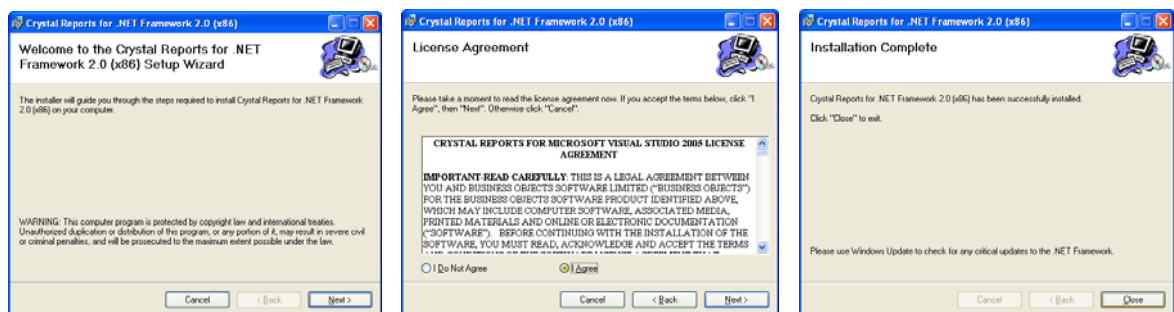 Crystal Reports for .NET Framework 2.0 (x86)
Welcome to the Crystal Reports for .NET
Framework 2.0 (x86) Setup Wizard
The installer will guide you through the steps required to install Crystal Reports for .NET Framework
2.0 (x86) on your computer.
WARNING: This computer program is protected by copyright law and international treaties.
Unauthorized duplication or distribution of this program, or any portion of it, may result in severe civil
or criminal penalties, and will be prosecuted to the maximum extent possible under the law.
Cancel
< Back
Next >
Crystal Reports for .NET Framework 2.0 (x86)
License Agreement
Please take a moment to read the license agreement now. If you accept the terms below, click "I
Agree", then "Next". Otherwise click "Cancel".
CRYSTAL REPORTS FOR MICROSOFT VISUAL STUDIO 2005 LICENSE
AGREEMENT
IMPORTANT-READ CAREFULLY: THIS IS A LEGAL AGREEMENT BETWEEN
YOU AND BUSINESS OBJECTS SOFTWARE LIMITED ("BUSINESS OBJECTS")
FOR THE BUSINESS OBJECTS SOFTWARE PRODUCT IDENTIFIED ABOVE,
WHICH MAY INCLUDE COMPUTER SOFTWARE, ASSOCIATED MEDIA,
PRINTED MATERIALS AND ONLINE OR ELECTRONIC DOCUMENTATION
("SOFTWARE"). BEFORE CONTINUING WITH THE INSTALLATION OF THE
SOFTWARE, YOU MUST READ, ACKNOWLEDGE AND ACCEPT THE TERMS
I Do Not Agree
I Agree
Cancel
< Back
Next >
Crystal Reports for .NET Framework 2.0 (x86)
Installation Complete
Crystal Reports for .NET Framework 2.0 (x86) has been successfully installed.
Click "Close" to exit.
Please use Windows Update to check for any critical updates to the .NET Framework.
Cancel
< Back
Close